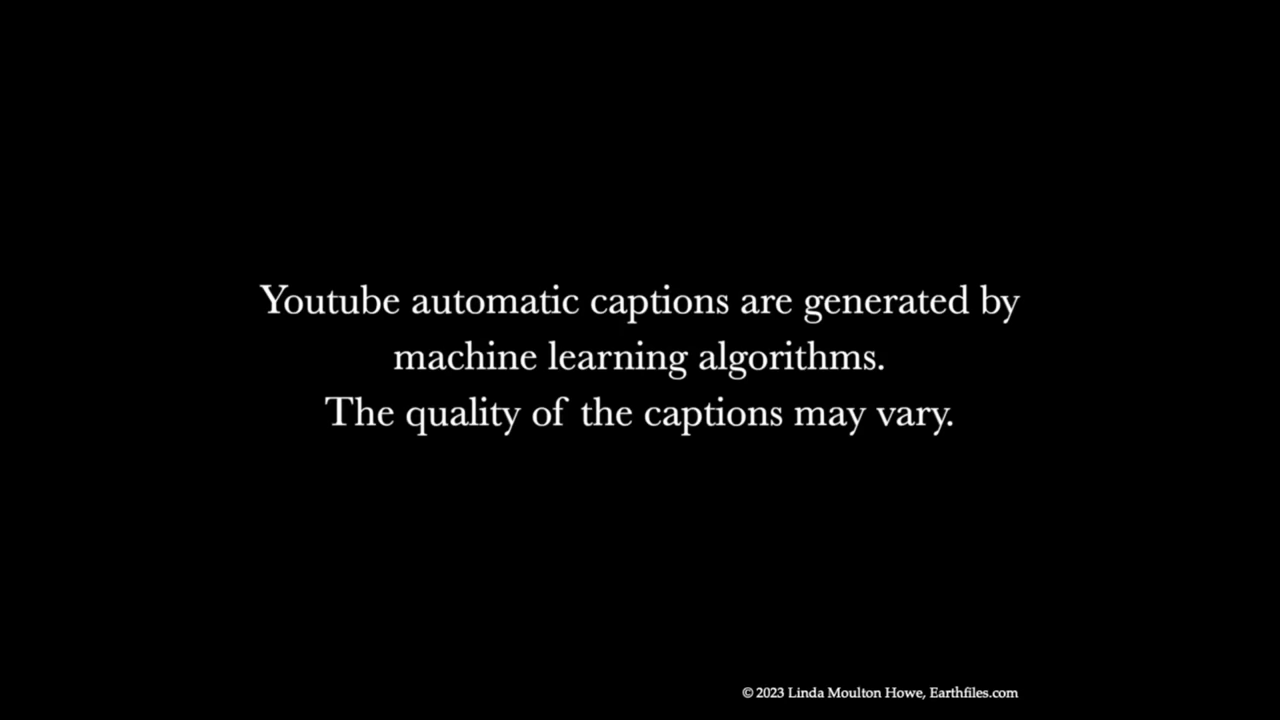 Youtube automatic captions are generated by
machine learning algorithms.
The quality of the captions may vary.
© 2023 Linda Moulton Howe, Earthfiles.com